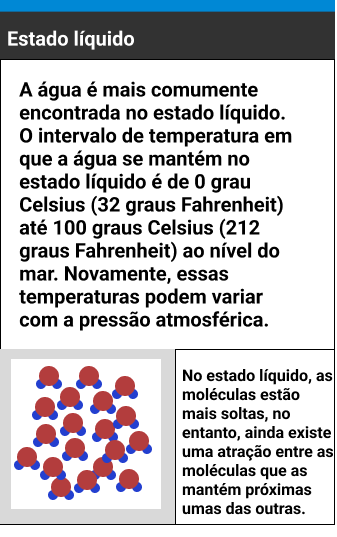 Estado líquido
A água é mais comumente
encontrada no estado líquido.
O intervalo de temperatura em
que a água se mantém no
estado líquido é de 0 grau
Celsius (32 graus Fahrenheit)
até 100 graus Celsius (212
graus Fahrenheit) ao nível do
mar. Novamente, essas
temperaturas podem variar
com a pressão atmosférica.
No estado líquido, as
moléculas estão
mais soltas, no
entanto, ainda existe
uma atração entre as
moléculas que as
mantém próximas
umas das outras.